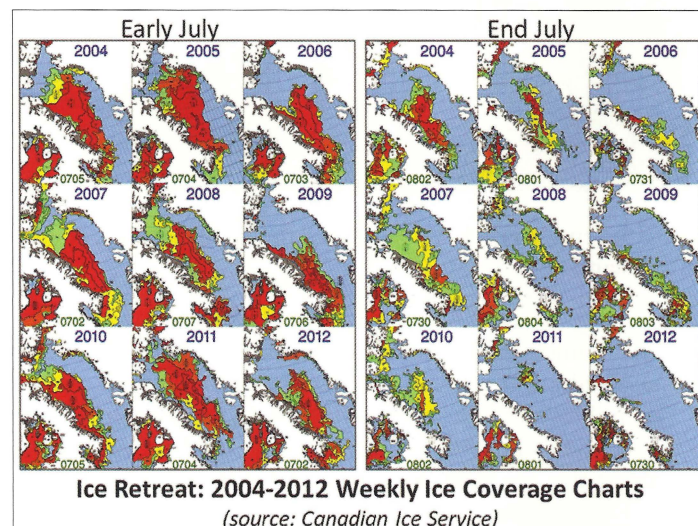 Early July
End July
2004 2005 2006
2004 2005 2006
0705 0704 0703
0802 0801 0731
2007 2008 2009
2007 2008 2009
0702 0707 0706
0730 0804 0803
2010 2011 2012
2010 2011 2012
0705 0704 0702
0802 0801 0730
Ice Retreat: 2004-2012 Weekly Ice Coverage Charts
(source: Canadian Ice Service)